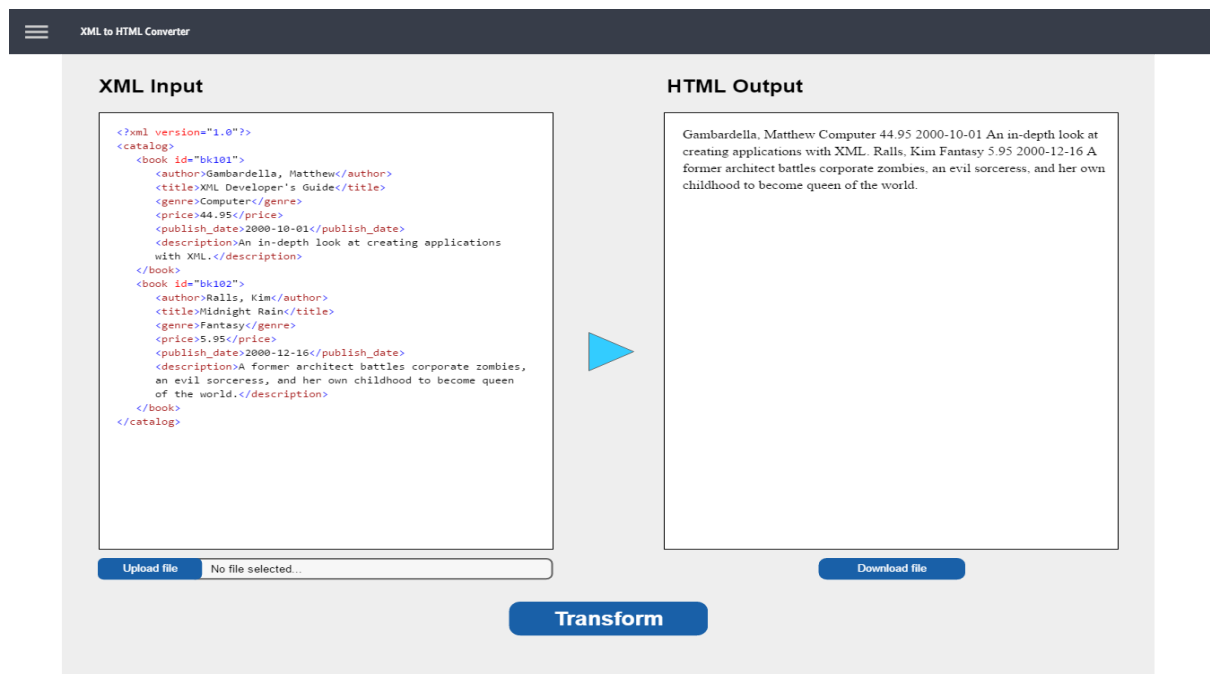 XML to HTML Converter
XML Input
<?xml version="1.0"?>
<catalog>
<book id="bk101">
<author>Gambardella, Matthew</author>
<title>XML Developer's Guide</title>
<genre>Computer</genre>
<price>44.95</price>
<publish_date>2000-10-01</publish_date>
<description>An in-depth look at creating applications
with XML.</description>
</book>
<book id="bk102">
<author>Ralls, Kim</author>
<title>Midnight Rain</title>
<genre>Fantasy</genre>
<price>5.95</price>
<publish_date>2000-12-16</publish_date>
<description>A former architect battles corporate zombies,
an evil sorceress, and her own childhood to become queen
of the world.</description>
</book>
</catalog>
Upload file
No file selected...
HTML Output
Gambardella, Matthew Computer 44.95 2000-10-01 An in-depth look at
creating applications with XML. Ralls, Kim Fantasy 5.95 2000-12-16 A
former architect battles corporate zombies, an evil sorceress, and her own
childhood to become queen of the world.
Download file
Transform